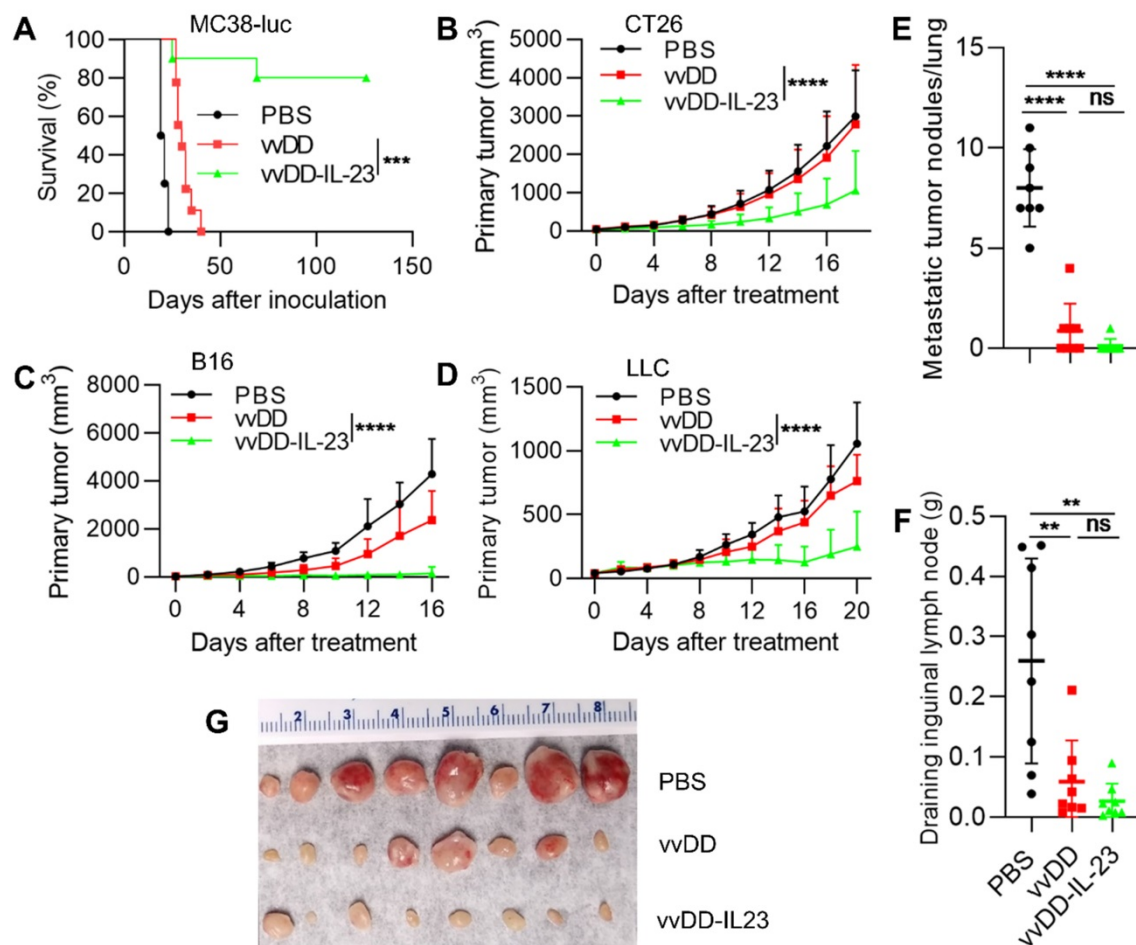 A
MC38-luc
100
80
60
40
20
0
Survival (%)
PBS
vvDD
vvDD-IL-23
***
0 50 100 150
Days after inoculation
B
CT26
5000
4000
3000
2000
1000
0
Primary tumor (mm³)
PBS
vvDD
vvDD-IL-23
****
0 4 8 12 16
Days after treatment
C
B16
8000
6000
4000
2000
0
Primary tumor (mm³)
PBS
vvDD
vvDD-IL-23
****
0 4 8 12 16
Days after treatment
D
LLC
1500
1000
500
0
Primary tumor (mm³)
PBS
vvDD
vvDD-IL-23
****
0 4 8 12 16 20
Days after treatment
E
15
10
5
0
Metastatic tumor nodules/lung
****
**** ns
F
0.5
0.4
0.3
0.2
0.1
0.0
Draining inguinal lymph node (g)
**
** ns
PBS
vvDD
vvDD-IL-23
G
2 3 4 5 6 7 8
PBS
vvDD
vvDD-IL23